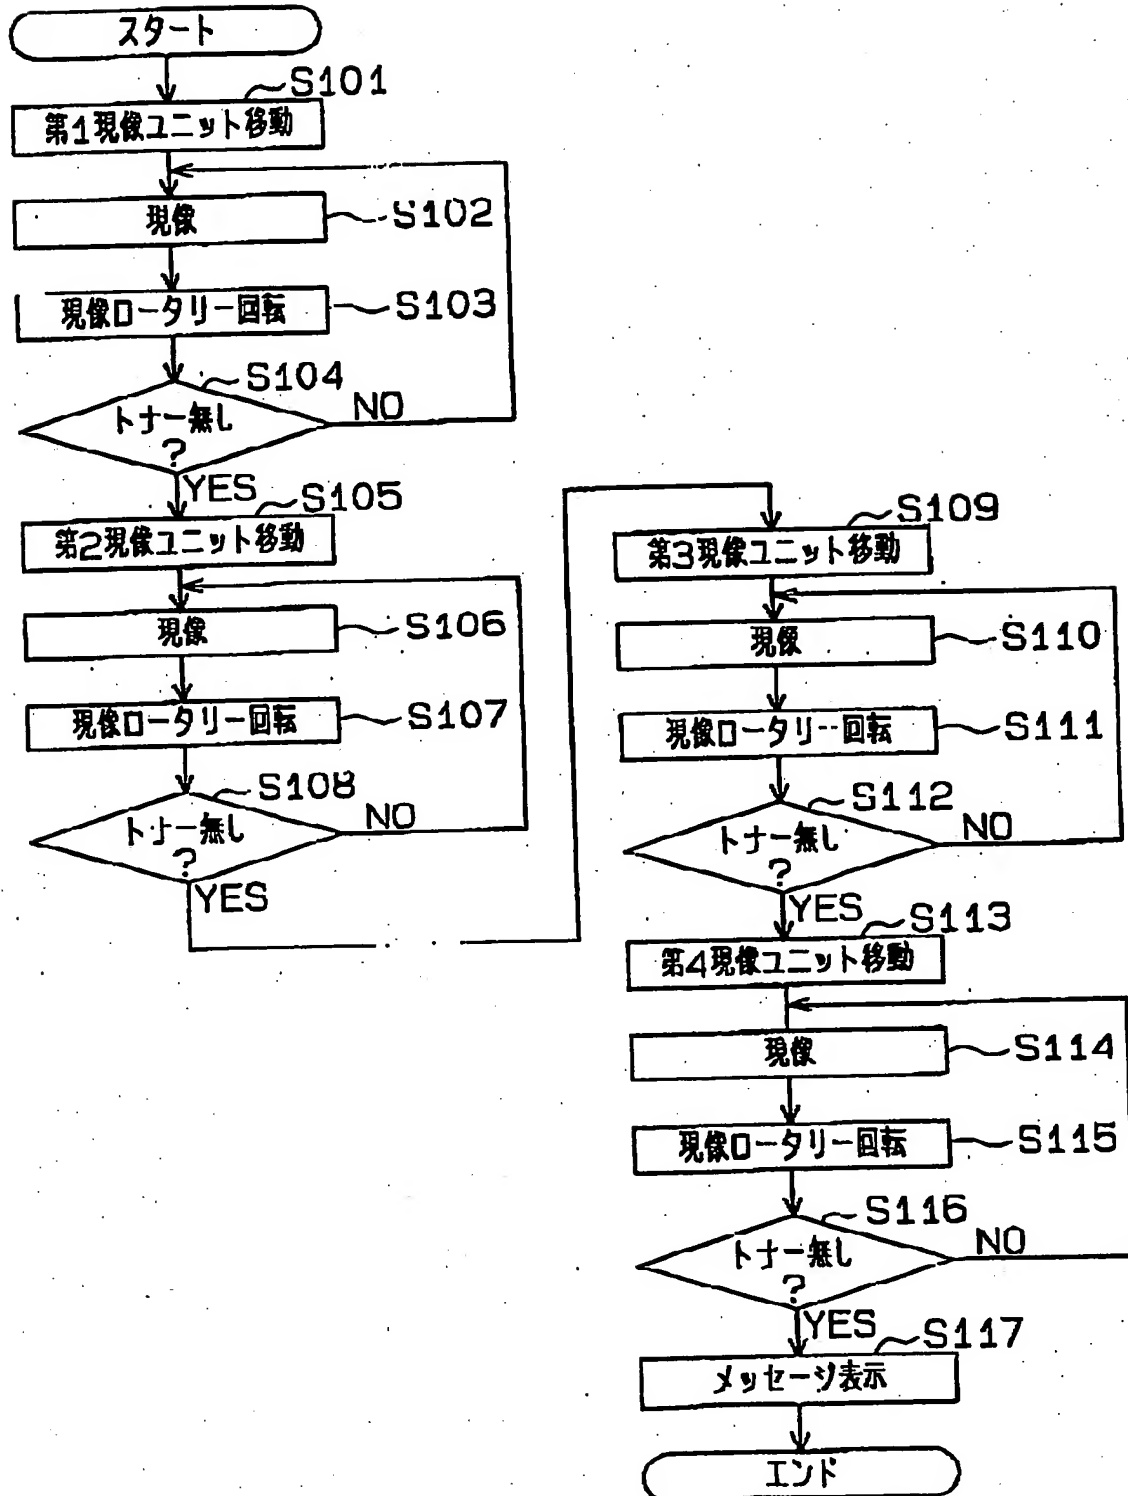 スタート
S101
第1現像ユニット移動
現像
S102
現像ロータリー回転
S103
S104
トナー無し
?
NO
YES
S105
第2現像ユニット移動
現像
S106
現像ロータリー回転
S107
S108
トナー無し
?
NO
YES
S109
第3現像ユニット移動
現像
S110
現像ロータリー回転
S111
S112
トナー無し
?
NO
YES
S113
第4現像ユニット移動
現像
S114
現像ロータリー回転
S115
S116
トナー無し
?
NO
YES
S117
メッセージ表示
エンド